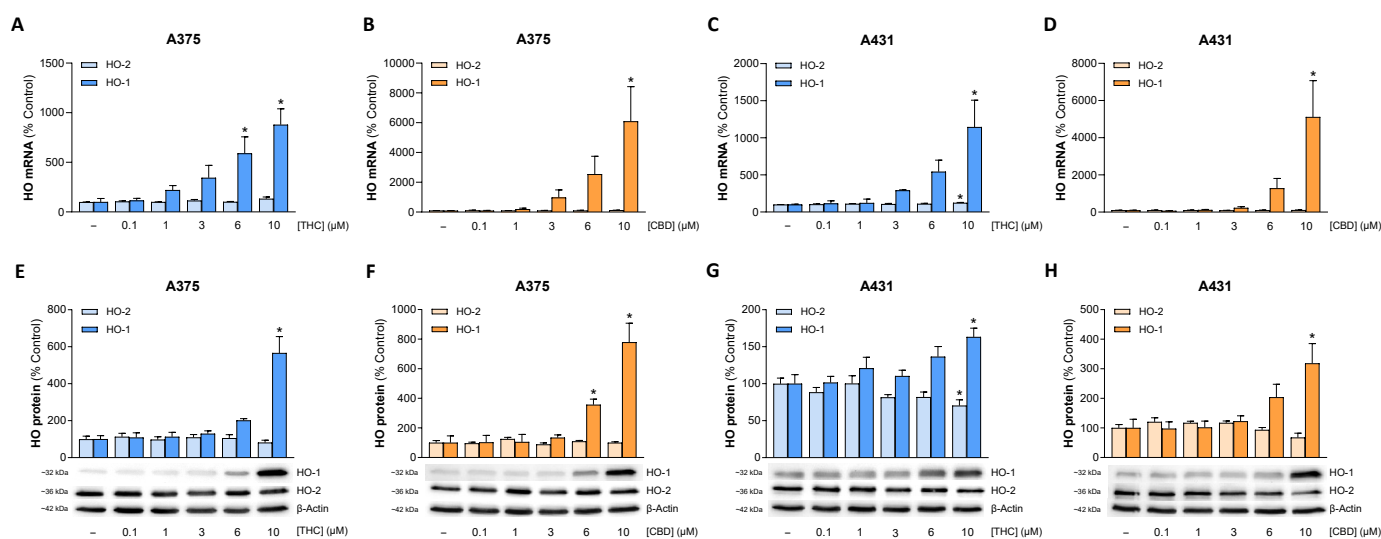 A
A375
HO mRNA (% Control)
1500
1000
500
0
HO-2
HO-1
*
*
– 0.1 1 3 6 10 [THC] (µM)
B
A375
HO mRNA (% Control)
10000
8000
6000
4000
2000
0
HO-2
HO-1
*
– 0.1 1 3 6 10 [CBD] (µM)
C
A431
HO mRNA (% Control)
2000
1500
1000
500
0
HO-2
HO-1
*
*
– 0.1 1 3 6 10 [THC] (µM)
D
A431
HO mRNA (% Control)
8000
6000
4000
2000
0
HO-2
HO-1
*
– 0.1 1 3 6 10 [CBD] (µM)
E
A375
HO protein (% Control)
800
600
400
200
0
HO-2
HO-1
*
~32 kDa HO-1
~36 kDa HO-2
~42 kDa β-Actin
– 0.1 1 3 6 10 [THC] (µM)
F
A375
HO protein (% Control)
1000
800
600
400
200
0
HO-2
HO-1
*
*
~32 kDa HO-1
~36 kDa HO-2
~42 kDa β-Actin
– 0.1 1 3 6 10 [CBD] (µM)
G
A431
HO protein (% Control)
200
150
100
50
0
HO-2
HO-1
*
*
~32 kDa HO-1
~36 kDa HO-2
~42 kDa β-Actin
– 0.1 1 3 6 10 [THC] (µM)
H
A431
HO protein (% Control)
500
400
300
200
100
0
HO-2
HO-1
*
~32 kDa HO-1
~36 kDa HO-2
~42 kDa β-Actin
– 0.1 1 3 6 10 [CBD] (µM)